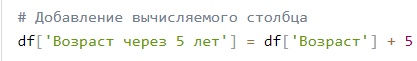 # Добавление вычисляемого столбца
df['Возраст через 5 лет'] = df['Возраст'] + 5